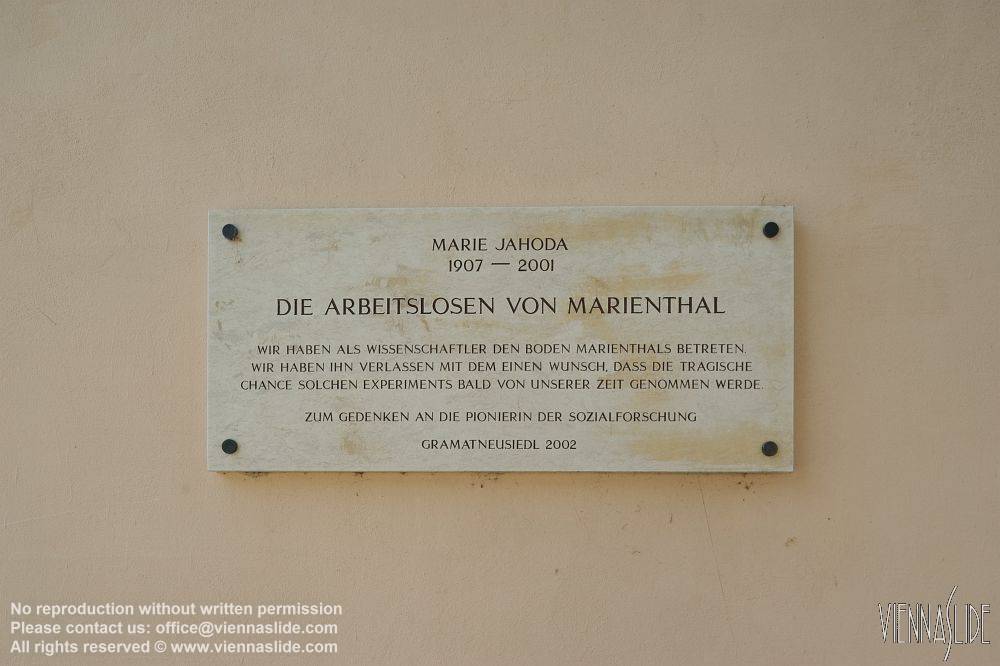 MARIE JAHODA
1907 — 2001
DIE ARBEITSLOSEN VON MARIENTHAL
WIR HABEN ALS WISSENSCHAFTLER DEN BODEN MARIENTHALS BETRETEN.
WIR HABEN IHN VERLASSEN MIT DEM EINEN WUNSCH, DASS DIE TRAGISCHE
CHANCE SOLCHEN EXPERIMENTS BALD VON UNSERER ZEIT GENOMMEN WERDE.
ZUM GEDENKEN AN DIE PIONIERIN DER SOZIALFORSCHUNG
GRAMATNEUSIEDL 2002
No reproduction without written permission
Please contact us: office@viennaslide.com
All rights reserved © www.viennaslide.com
VIENNASLIDE